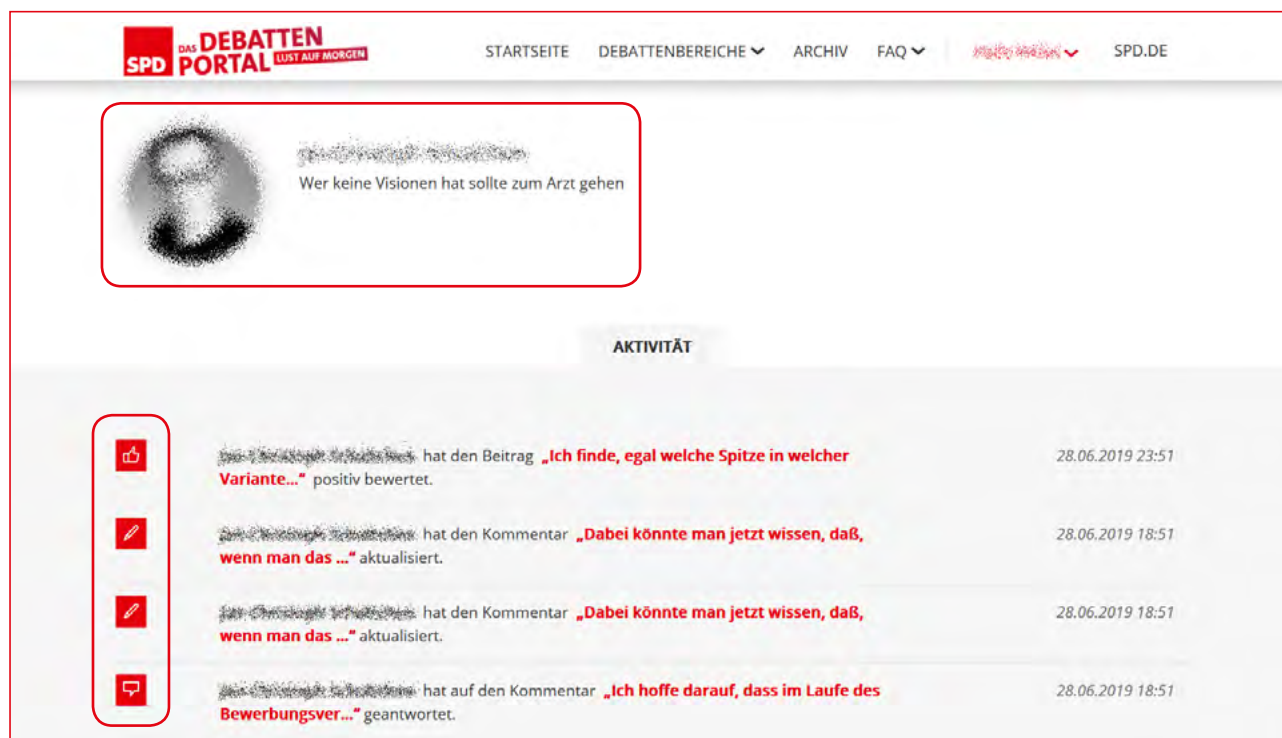 SPD DAS DEBATTEN PORTAL LUST AUF MORGEN
STARTSEITE DEBATTENBEREICHE ARCHIV FAQ SPD.DE
Wer keine Visionen hat sollte zum Arzt gehen
AKTIVITÄT
hat den Beitrag „Ich finde, egal welche Spitze in welcher 28.06.2019 23:51
Variante...“ positiv bewertet.
hat den Kommentar „Dabei könnte man jetzt wissen, daß, 28.06.2019 18:51
wenn man das ...“ aktualisiert.
hat den Kommentar „Dabei könnte man jetzt wissen, daß, 28.06.2019 18:51
wenn man das ...“ aktualisiert.
hat auf den Kommentar „Ich hoffe darauf, dass im Laufe des 28.06.2019 18:51
Bewerbungsver...“ geantwortet.